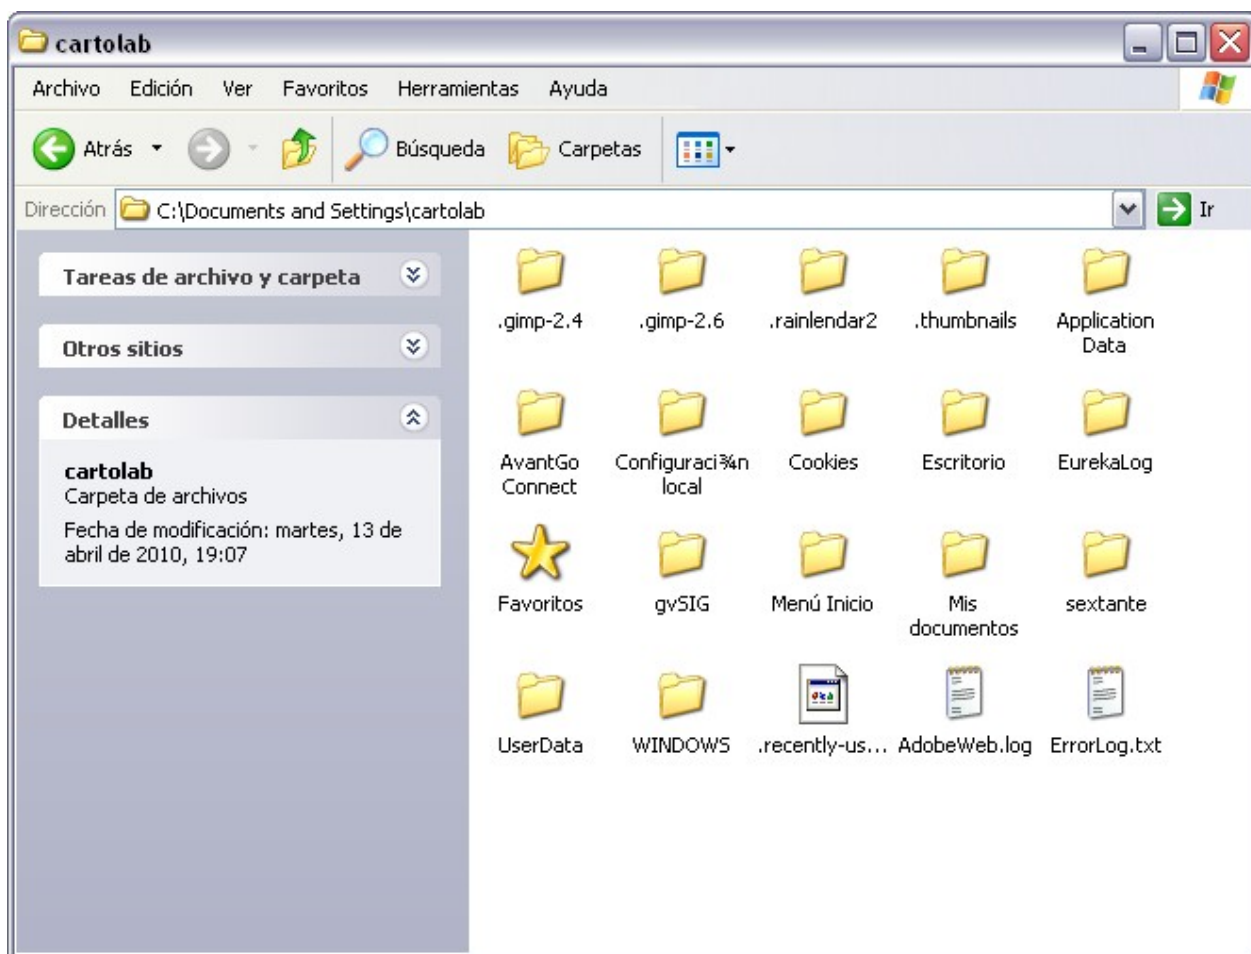 cartolab
Archivo Edición Ver Favoritos Herramientas Ayuda
Atrás Búsqueda Carpetas
Dirección C:\Documents and Settings\cartolab Ir
Tareas de archivo y carpeta
Otros sitios
Detalles
cartolab
Carpeta de archivos
Fecha de modificación: martes, 13 de
abril de 2010, 19:07
.gimp-2.4
.gimp-2.6
.rainlendar2
.thumbnails
Application
Data
AvantGo
Connect
Configuraci¾n
local
Cookies
Escritorio
EurekaLog
Favoritos
gvSIG
Menú Inicio
Mis
documentos
sextante
UserData
WINDOWS
.recently-us...
AdobeWeb.log
ErrorLog.txt